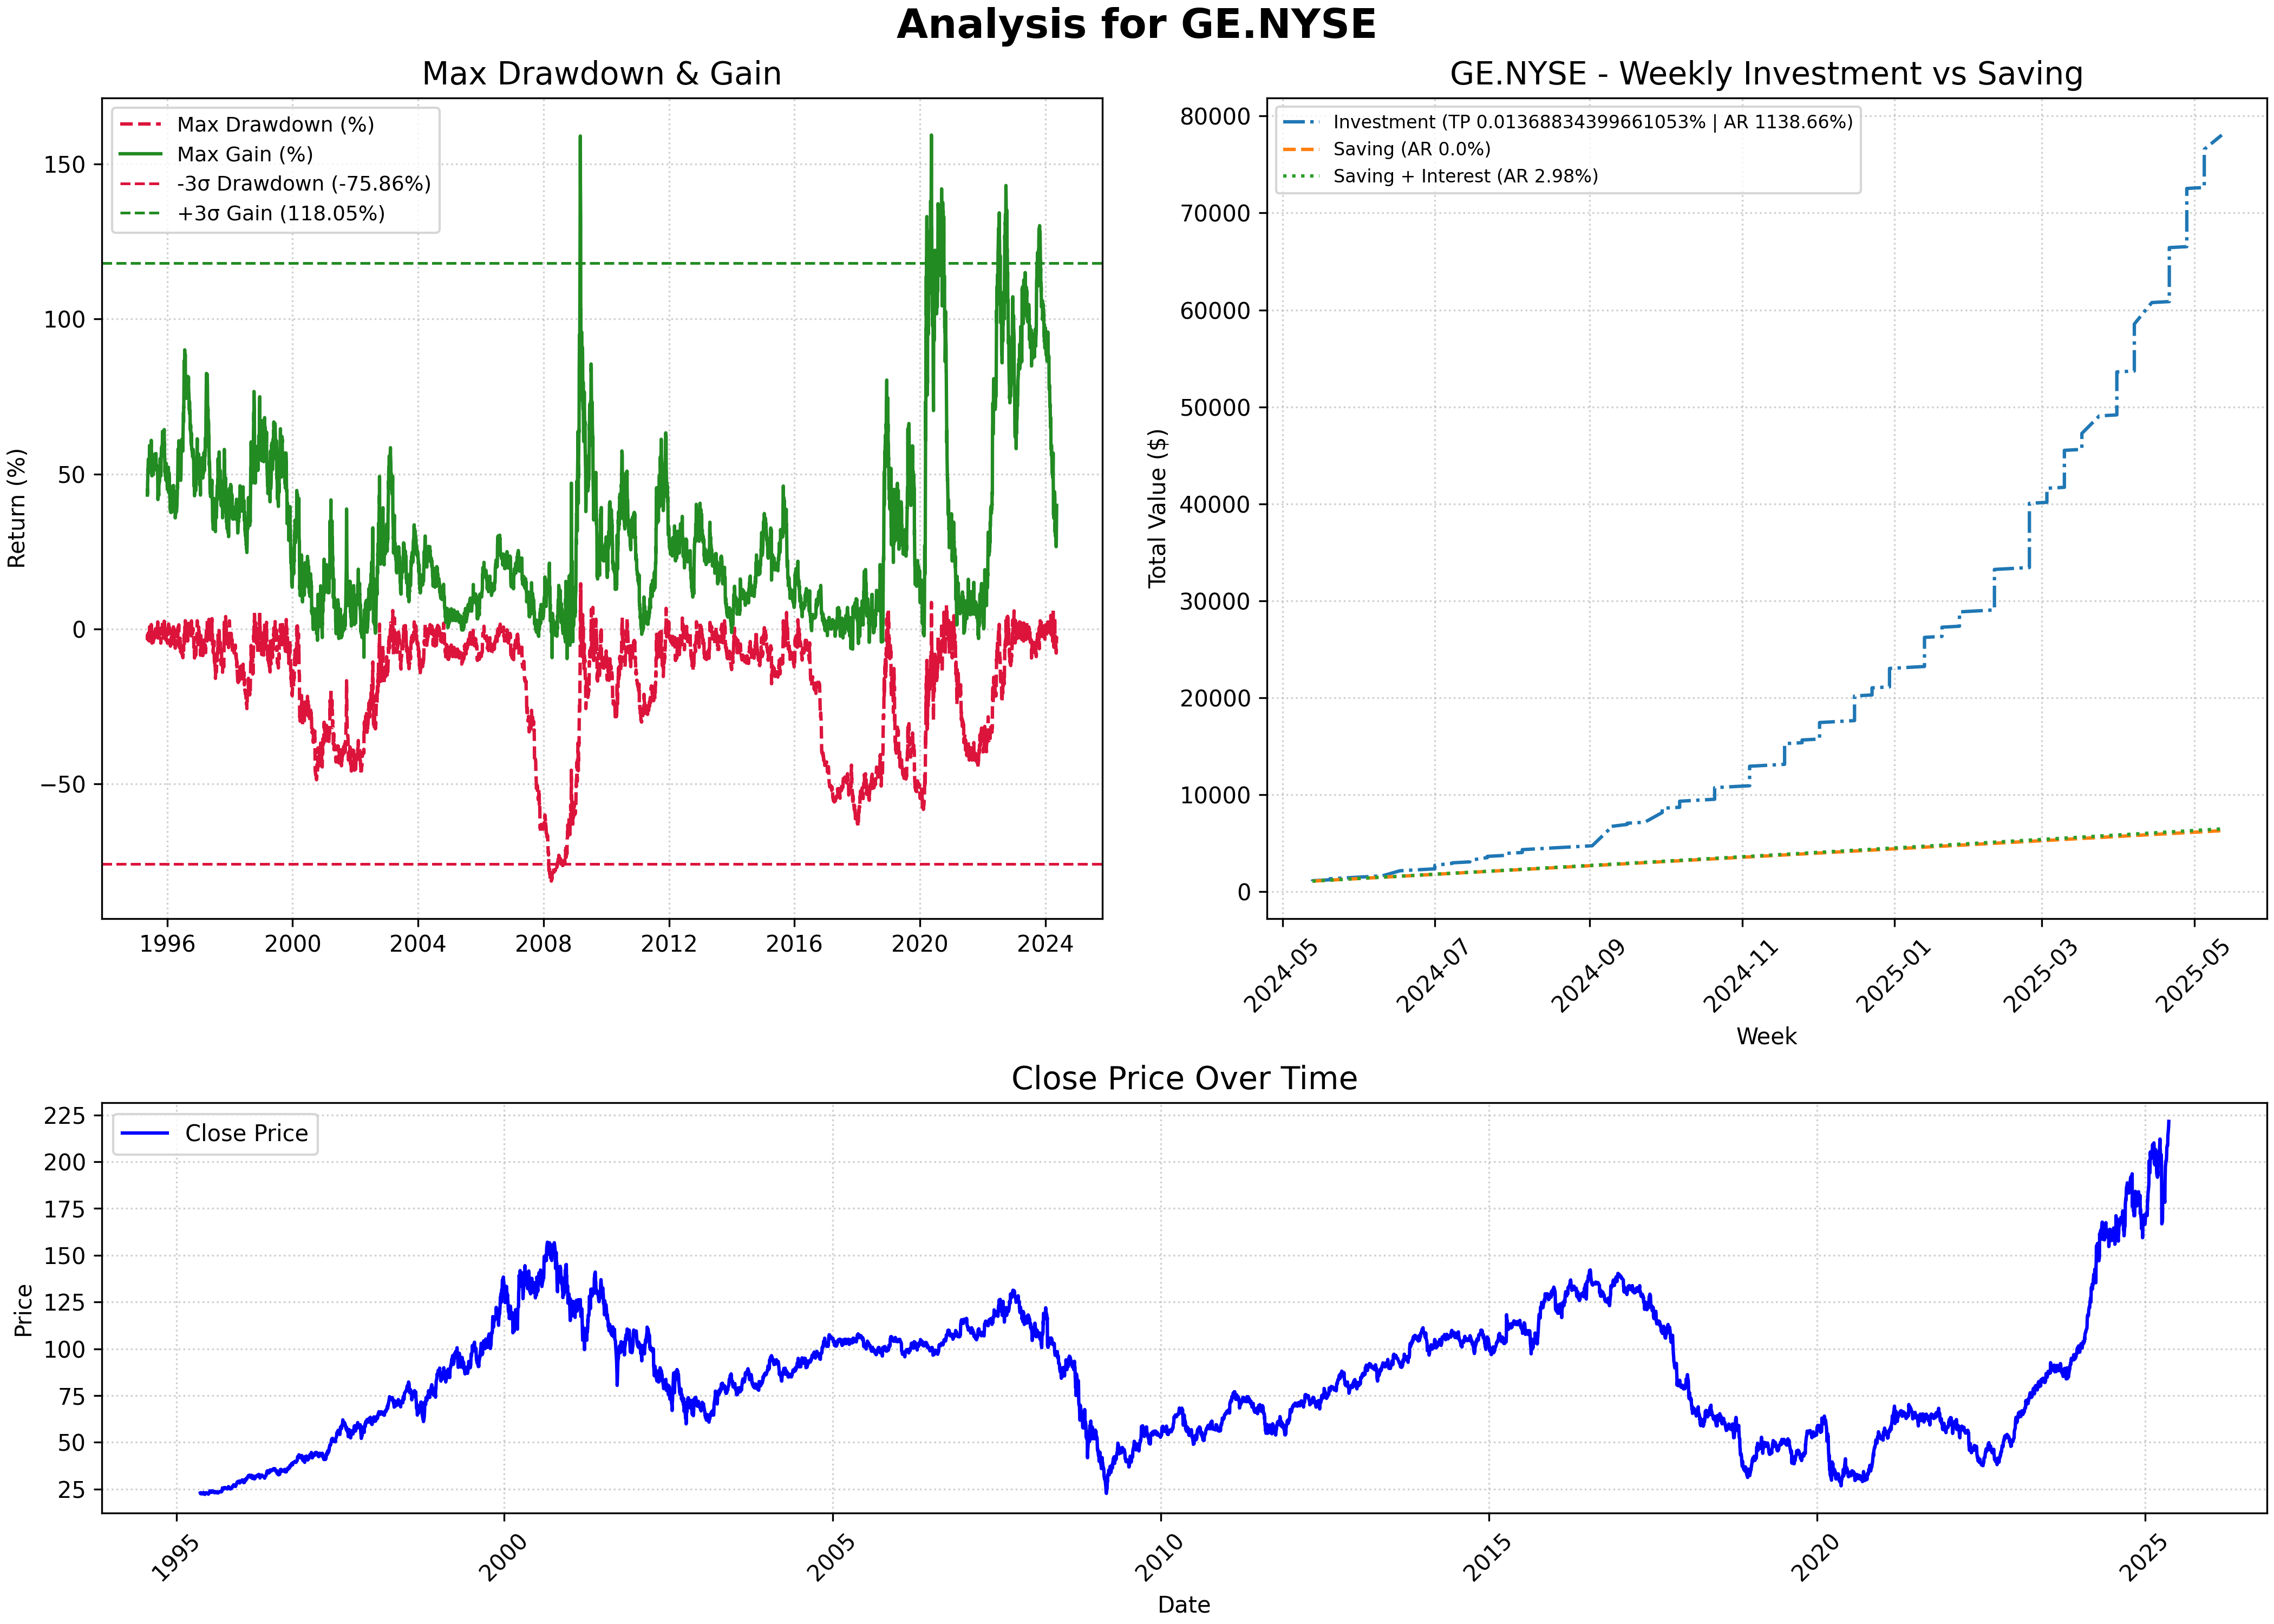 Analysis for GE.NYSE
Max Drawdown & Gain
Max Drawdown (%)
Max Gain (%)
-3σ Drawdown (-75.86%)
+3σ Gain (118.05%)
Return (%)
150
100
50
0
−50
1996 2000 2004 2008 2012 2016 2020 2024
GE.NYSE - Weekly Investment vs Saving
Investment (TP 0.01368834399661053% | AR 1138.66%)
Saving (AR 0.0%)
Saving + Interest (AR 2.98%)
Total Value ($)
80000
70000
60000
50000
40000
30000
20000
10000
0
2024-05 2024-07 2024-09 2024-11 2025-01 2025-03 2025-05
Week
Close Price Over Time
Close Price
Price
225
200
175
150
125
100
75
50
25
1995 2000 2005 2010 2015 2020 2025
Date